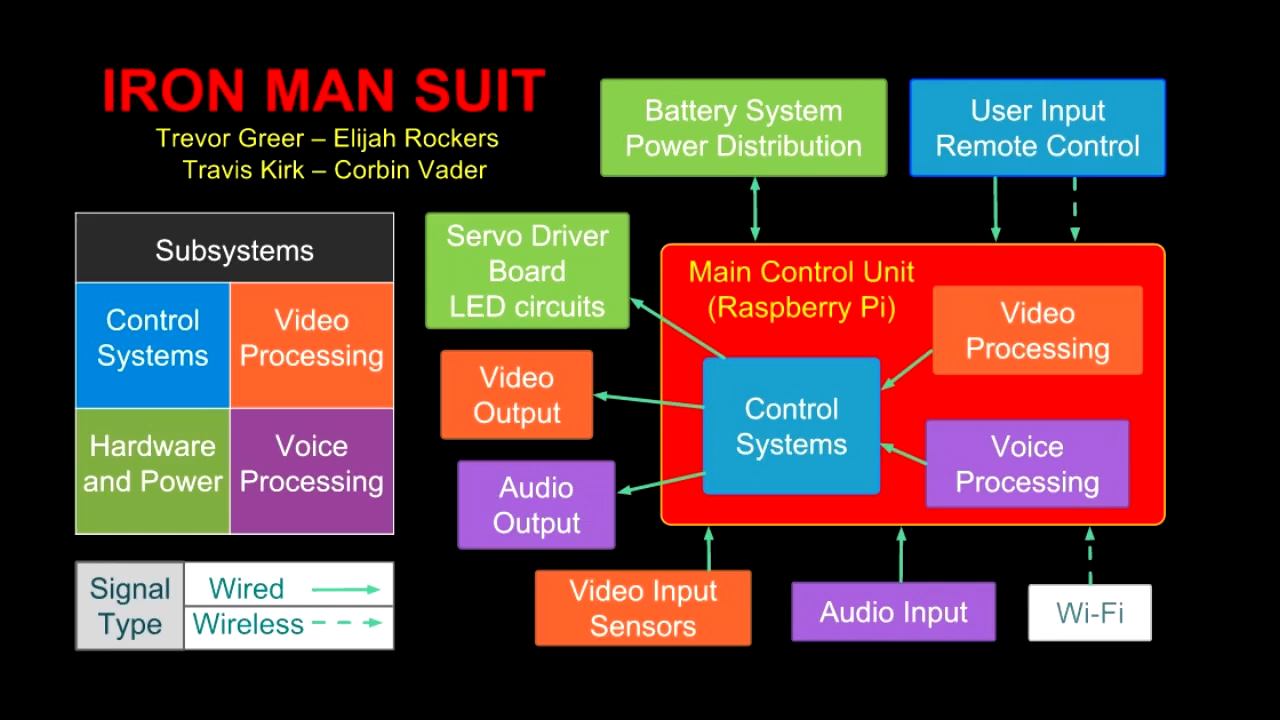 IRON MAN SUIT
Trevor Greer – Elijah Rockers
Travis Kirk – Corbin Vader
Subsystems
Control
Systems
Video
Processing
Hardware
and Power
Voice
Processing
Signal
Type
Wired
Wireless
Battery System
Power Distribution
User Input
Remote Control
Servo Driver
Board
LED circuits
Video
Output
Audio
Output
Main Control Unit
(Raspberry Pi)
Video
Processing
Control
Systems
Voice
Processing
Video Input
Sensors
Audio Input
Wi-Fi